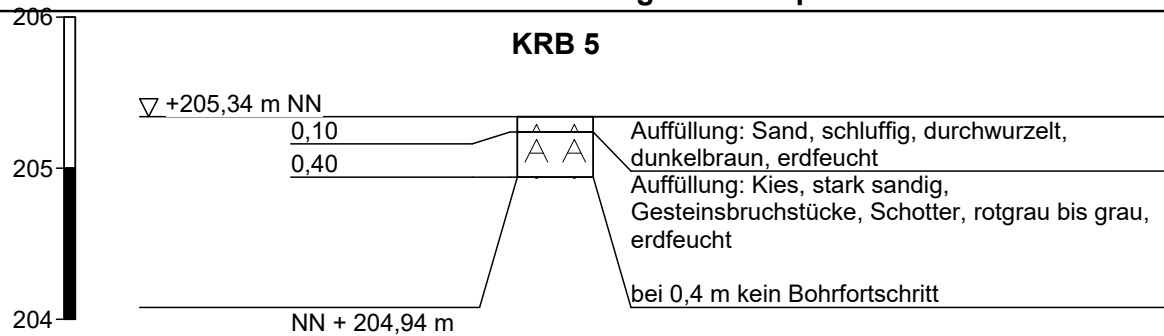 206
KRB 5
+205,34 m NN
0,10
Auffüllung: Sand, schluffig, durchwurzelt,
dunkelbraun, erdfeucht
205
0,40
Auffüllung: Kies, stark sandig,
Gesteinsbruchstücke, Schotter, rotgrau bis grau,
erdfeucht
A A
bei 0,4 m kein Bohrfortschritt
204
NN + 204,94 m